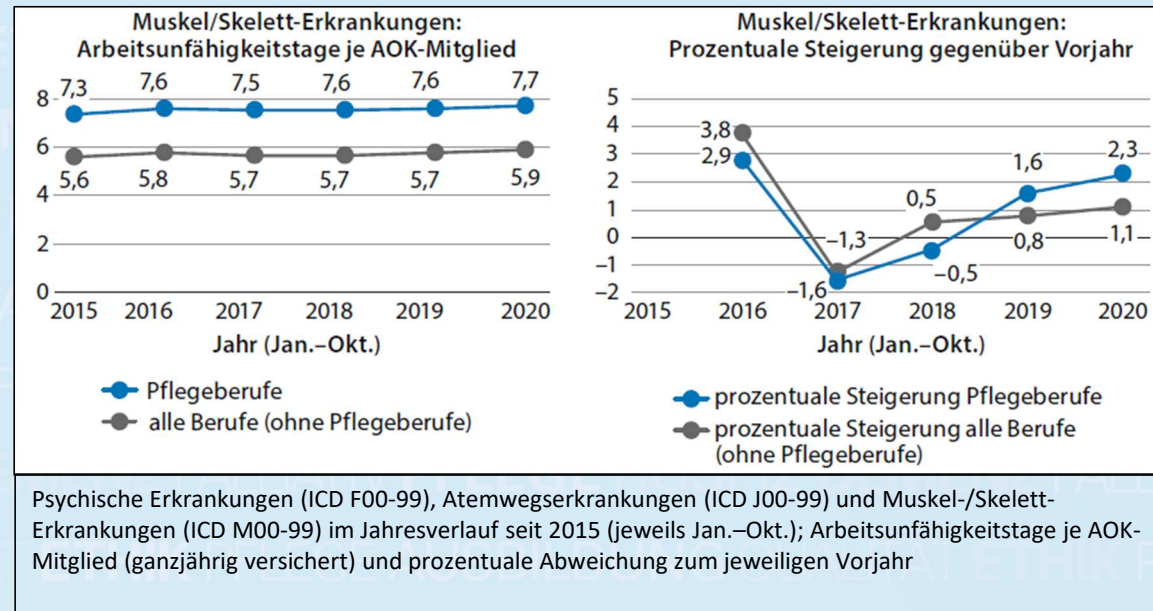 Muskel/Skelett-Erkrankungen:
Arbeitsunfähigkeitstage je AOK-Mitglied
7,3 7,6 7,5 7,6 7,6 7,7
8
6
5,6 5,8 5,7 5,7 5,7 5,9
4
2
0
2015 2016 2017 2018 2019 2020
Jahr (Jan.–Okt.)
Pflegeberufe
alle Berufe (ohne Pflegeberufe)
Muskel/Skelett-Erkrankungen:
Prozentuale Steigerung gegenüber Vorjahr
5
4
3,8
3
2,9
2,3
2
1,6
1
0,5
0
–1,3
0,8
1,1
–1
–0,5
–2
–1,6
2015 2016 2017 2018 2019 2020
Jahr (Jan.–Okt.)
prozentuale Steigerung Pflegeberufe
prozentuale Steigerung alle Berufe
(ohne Pflegeberufe)
Psychische Erkrankungen (ICD F00-99), Atemwegserkrankungen (ICD J00-99) und Muskel-/Skelett-
Erkrankungen (ICD M00-99) im Jahresverlauf seit 2015 (jeweils Jan.–Okt.); Arbeitsunfähigkeitstage je AOK-
Mitglied (ganzjährig versichert) und prozentuale Abweichung zum jeweiligen Vorjahr